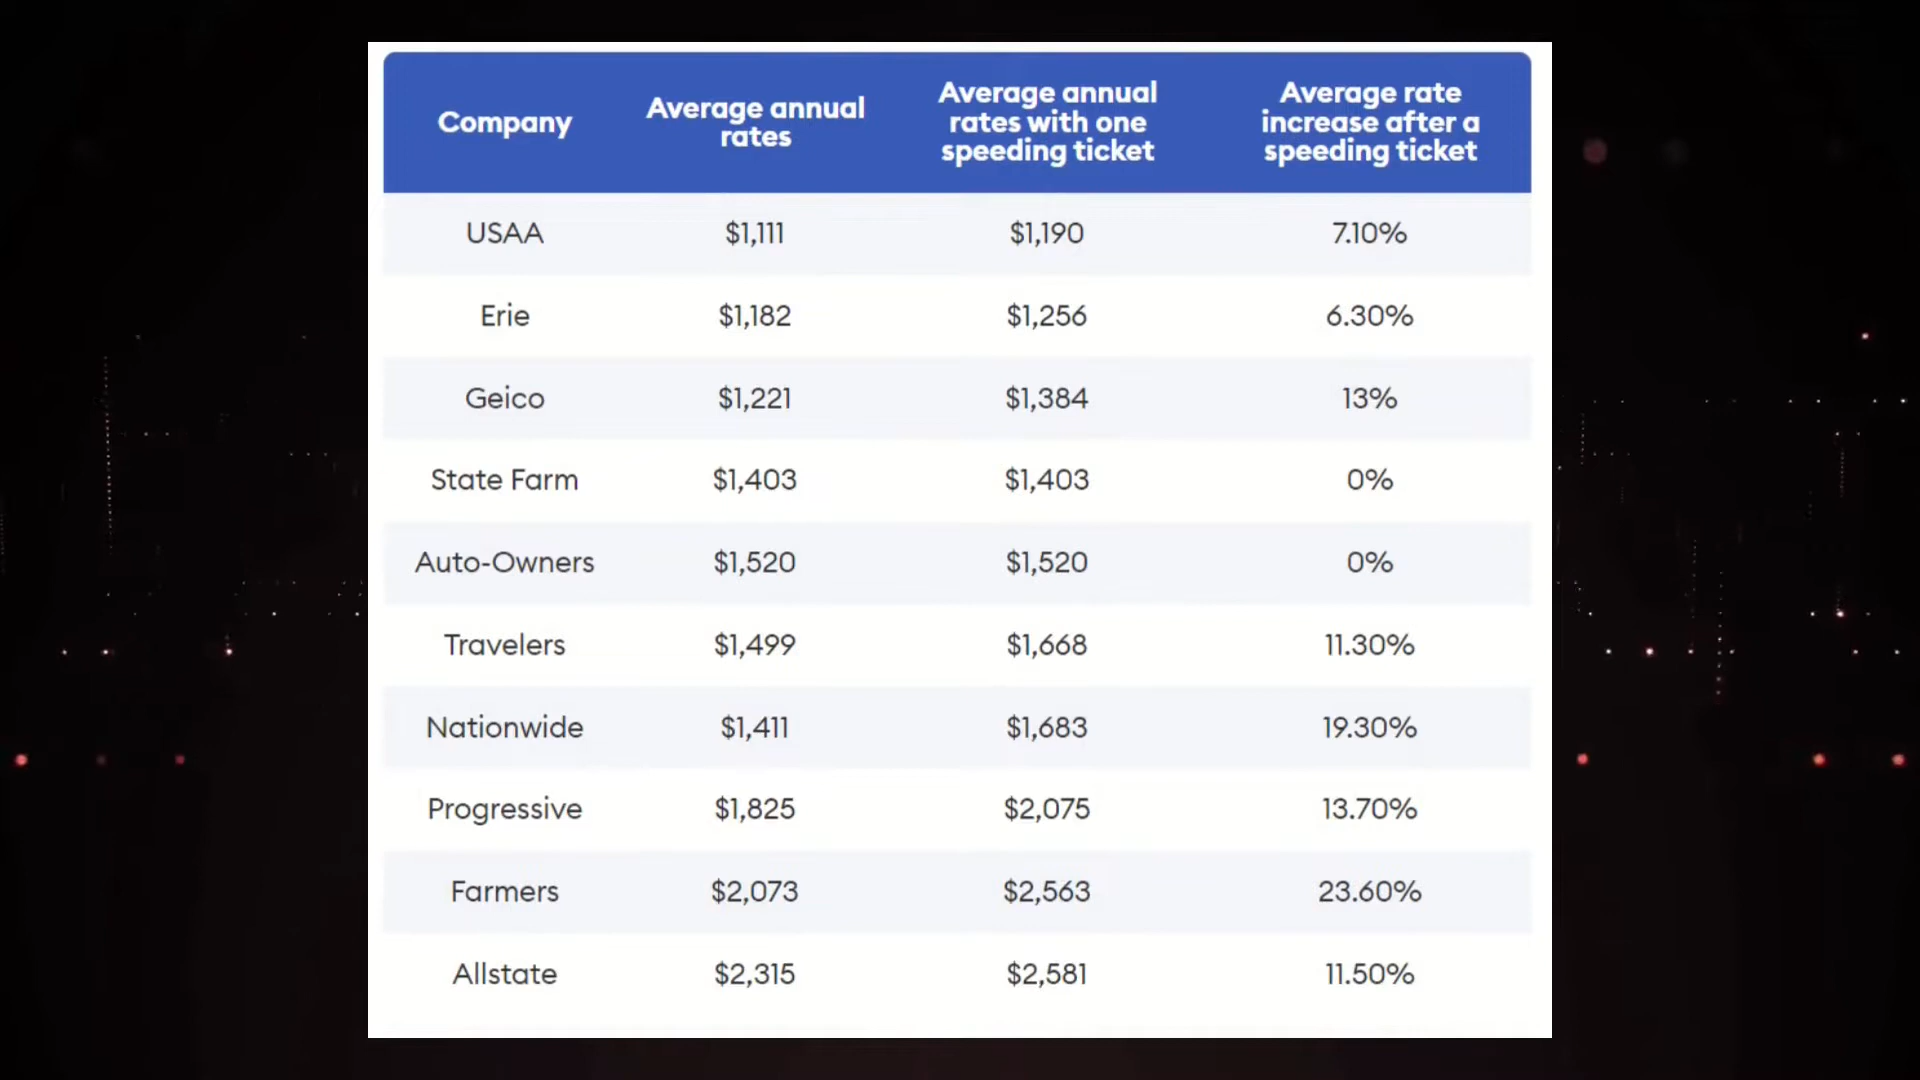 Company
Average annual
rates
Average annual
rates with one
speeding ticket
Average rate
increase after a
speeding ticket
USAA $1,111 $1,190 7.10%
Erie $1,182 $1,256 6.30%
Geico $1,221 $1,384 13%
State Farm $1,403 $1,403 0%
Auto-Owners $1,520 $1,520 0%
Travelers $1,499 $1,668 11.30%
Nationwide $1,411 $1,683 19.30%
Progressive $1,825 $2,075 13.70%
Farmers $2,073 $2,563 23.60%
Allstate $2,315 $2,581 11.50%